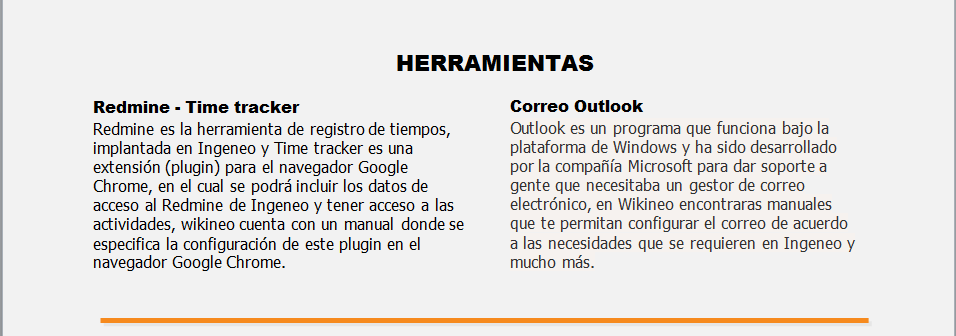 HERRAMIENTAS
Redmine - Time tracker
Redmine es la herramienta de registro de tiempos,
implantada en Ingeneo y Time tracker es una
extensión (plugin) para el navegador Google
Chrome, en el cual se podrá incluir los datos de
acceso al Redmine de Ingeneo y tener acceso a las
actividades, wikineo cuenta con un manual donde se
especifica la configuración de este plugin en el
navegador Google Chrome.
Correo Outlook
Outlook es un programa que funciona bajo la
plataforma de Windows y ha sido desarrollado
por la compañía Microsoft para dar soporte a
gente que necesitaba un gestor de correo
electrónico, en Wikineo encontraras manuales
que te permitan configurar el correo de acuerdo
a las necesidades que se requieren en Ingeneo y
mucho más.